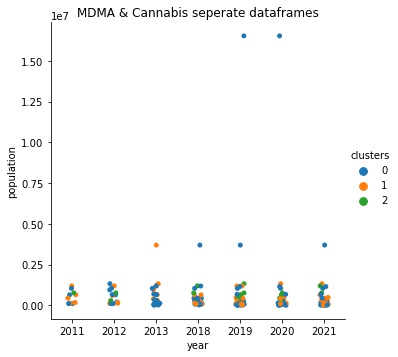 MDMA & Cannabis seperate dataframes
1e7
1.50
1.25
1.00
0.75
0.50
0.25
0.00
population
2011 2012 2013 2018 2019 2020 2021
year
clusters
0
1
2